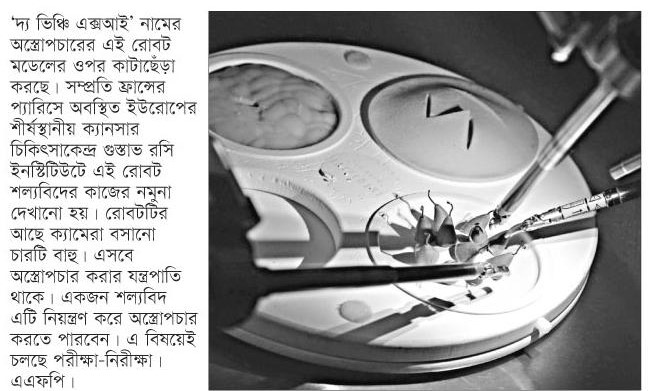 ‘দ্য ভিঞ্চি এক্সআই’ নামের
অস্ত্রোপচারের এই রোবট
মডেলের ওপর কাটাছেঁড়া
করছে। সম্প্রতি ফ্রান্সের
প্যারিসে অবস্থিত ইউরোপের
শীর্ষস্থানীয় ক্যানসার
চিকিৎসাকেন্দ্র গুস্তাভ রসি
ইনস্টিটিউটে এই রোবট
শল্যবিদের কাজের নমুনা
দেখানো হয়। রোবটটির
আছে ক্যামেরা বসানো
চারটি বাহু। এসবে
অস্ত্রোপচার করার যন্ত্রপাতি
থাকে। একজন শল্যবিদ
এটি নিয়ন্ত্রণ করে অস্ত্রোপচার
করতে পারবেন। এ বিষয়েই
চলছে পরীক্ষা-নিরীক্ষা।
এএফপি।